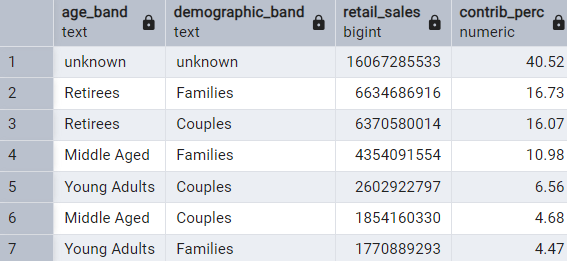 age_band demographic_band retail_sales contrib_perc
text text bigint numeric
1 unknown unknown 16067285533 40.52
2 Retirees Families 6634686916 16.73
3 Retirees Couples 6370580014 16.07
4 Middle Aged Families 4354091554 10.98
5 Young Adults Couples 2602922797 6.56
6 Middle Aged Couples 1854160330 4.68
7 Young Adults Families 1770889293 4.47